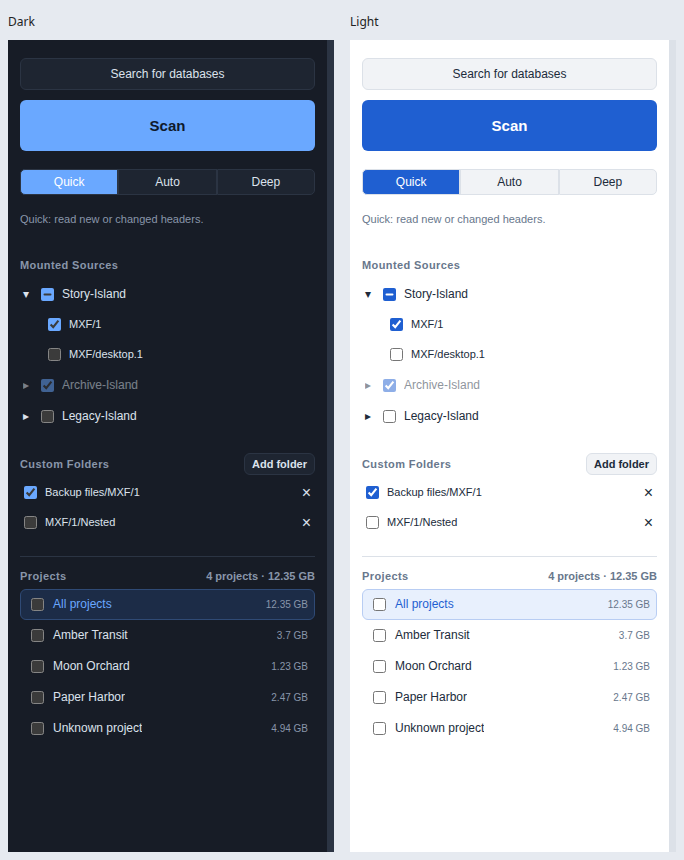 Dark
Search for databases
Scan
Quick Auto Deep
Quick: read new or changed headers.
Mounted Sources
Story-Island
MXF/1
MXF/desktop.1
Archive-Island
Legacy-Island
Custom Folders Add folder
Backup files/MXF/1 ×
MXF/1/Nested ×
Projects 4 projects · 12.35 GB
All projects 12.35 GB
Amber Transit 3.7 GB
Moon Orchard 1.23 GB
Paper Harbor 2.47 GB
Unknown project 4.94 GB
Light
Search for databases
Scan
Quick Auto Deep
Quick: read new or changed headers.
Mounted Sources
Story-Island
MXF/1
MXF/desktop.1
Archive-Island
Legacy-Island
Custom Folders Add folder
Backup files/MXF/1 ×
MXF/1/Nested ×
Projects 4 projects · 12.35 GB
All projects 12.35 GB
Amber Transit 3.7 GB
Moon Orchard 1.23 GB
Paper Harbor 2.47 GB
Unknown project 4.94 GB